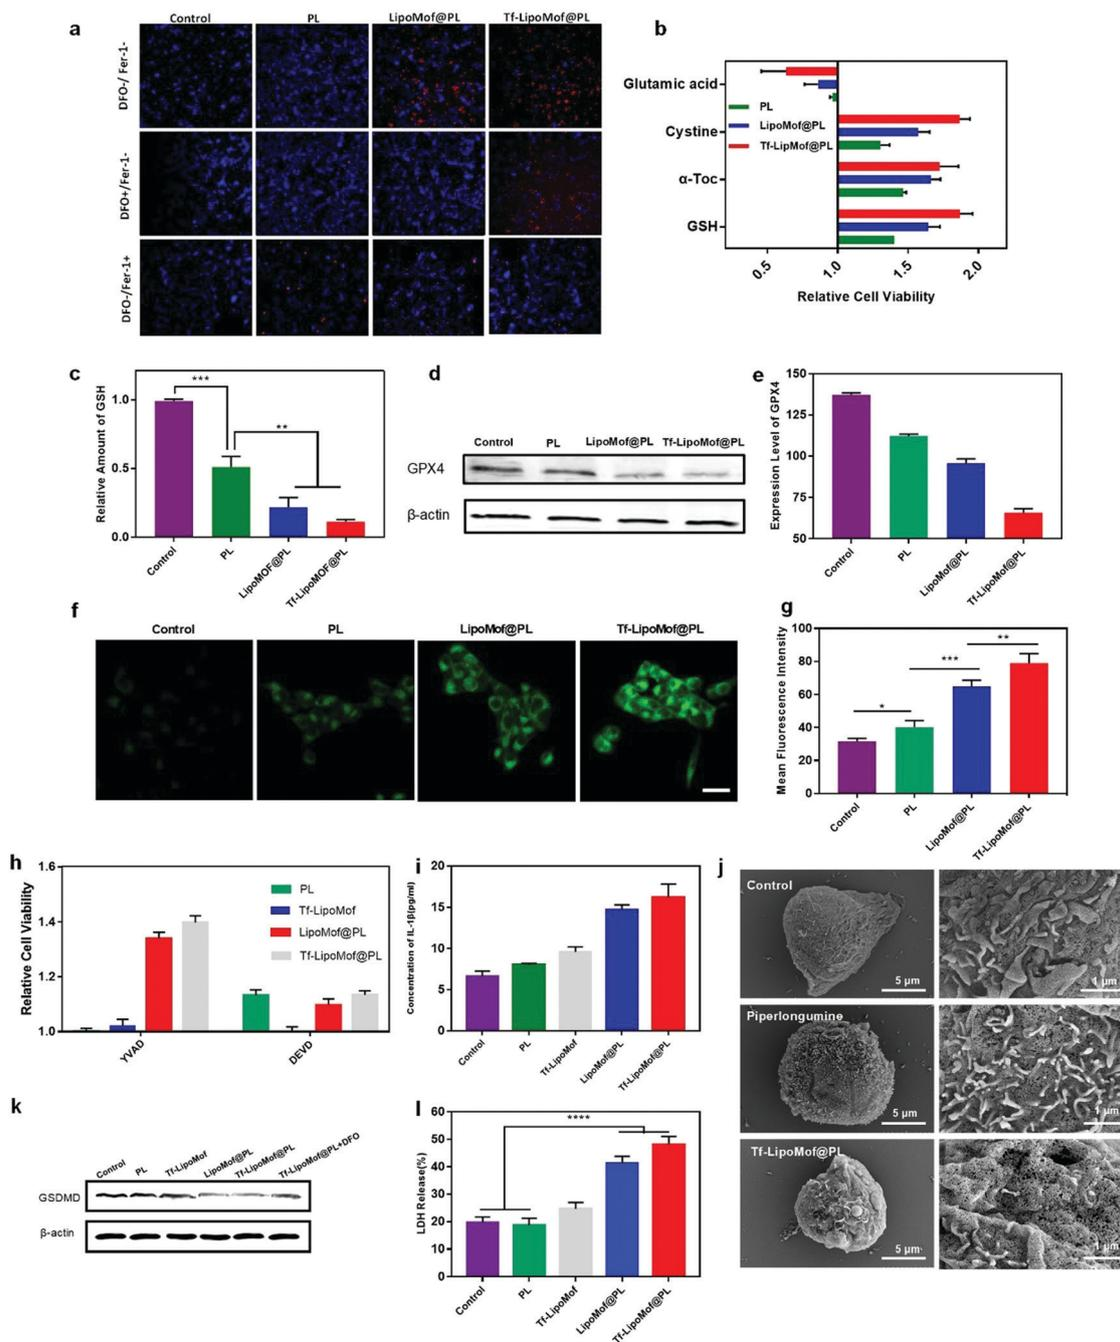 a
Control PL LipoMof@PL Tf-LipoMof@PL
DFO-/ Fer-1-
DFO+/Fer-1-
DFO-/Fer-1+
b
Glutamic acid
Cystine
α-Toc
GSH
PL
LipoMof@PL
Tf-LipMof@PL
0.5 1.0 1.5 2.0
Relative Cell Viability
c
Relative Amount of GSH
1.0
0.5
0.0
***
**
Control PL LipoMOF@PL Tf-LipoMOF@PL
d
Control PL LipoMof@PL Tf-LipoMof@PL
GPX4
β-actin
e
Expression Level of GPX4
150
125
100
75
50
Control PL LipoMof@PL Tf-LipoMof@PL
f
Control PL LipoMof@PL Tf-LipoMof@PL
g
Mean Fluorescence Intensity
100
80
60
40
20
0
*
***
**
Control PL LipoMof@PL Tf-LipoMof@PL
h
Relative Cell Viability
1.6
1.4
1.2
1.0
PL
Tf-LipoMof
LipoMof@PL
Tf-LipoMof@PL
YVAD DEVD
i
Concentration of IL-1β(pg/ml)
20
15
10
5
0
Control PL Tf-LipoMof LipoMof@PL Tf-LipoMof@PL
j
Control
5 μm 1 μm
Piperlongumine
5 μm 1 μm
Tf-LipoMof@PL
5 μm 1 μm
k
Control PL Tf-LipoMof LipoMof@PL Tf-LipoMof@PL Tf-LipoMof@PL+DFO
GSDMD
β-actin
l
LDH Release(%)
60
50
40
30
20
10
0
****
Control PL Tf-LipoMof LipoMof@PL Tf-LipoMof@PL